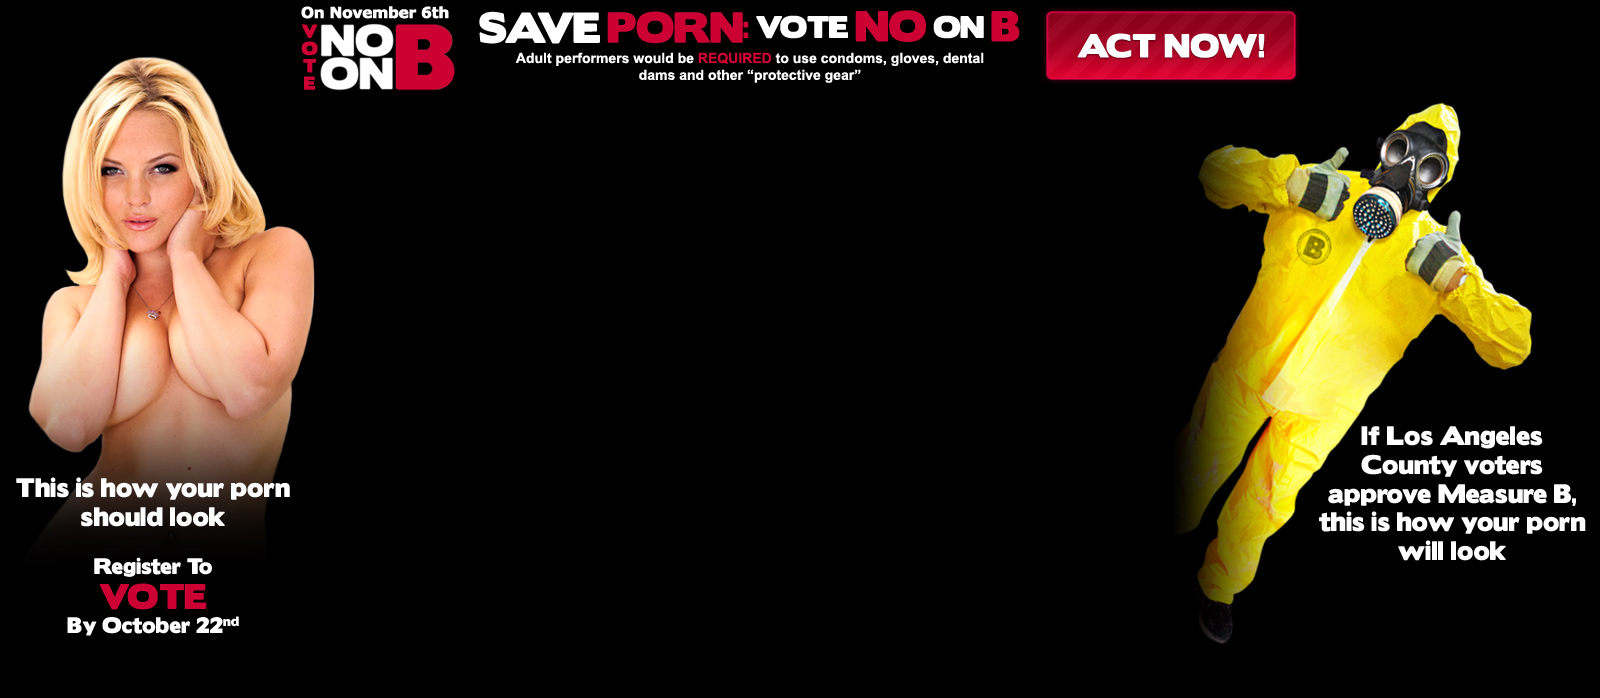 On November 6th
VOTE
NO
ON
B
SAVE PORN: VOTE NO ON B
Adult performers would be REQUIRED to use condoms, gloves, dental
dams and other “protective gear”
ACT NOW!
B
This is how your porn
should look
Register To
VOTE
By October 22nd
If Los Angeles
County voters
approve Measure B,
this is how your porn
will look